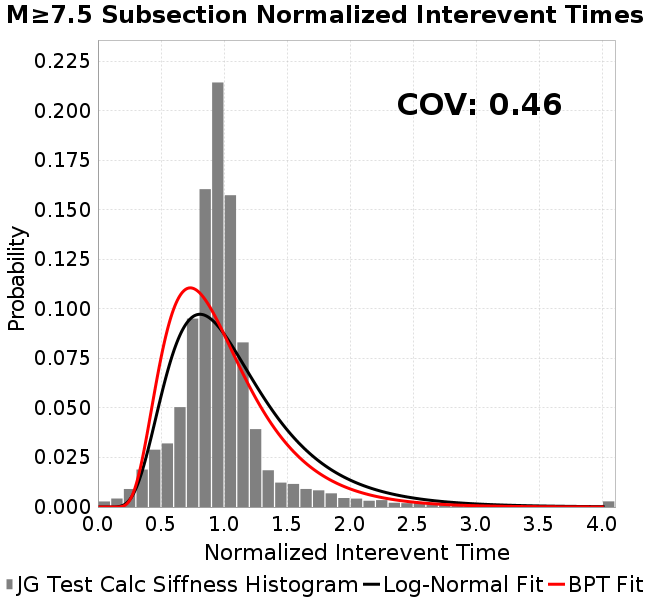 M≥7.5 Subsection Normalized Interevent Times
COV: 0.46
Probability
0.225
0.200
0.175
0.150
0.125
0.100
0.075
0.050
0.025
0.000
0.0 0.5 1.0 1.5 2.0 2.5 3.0 3.5 4.0
Normalized Interevent Time
JG Test Calc Siffness Histogram Log-Normal Fit BPT Fit